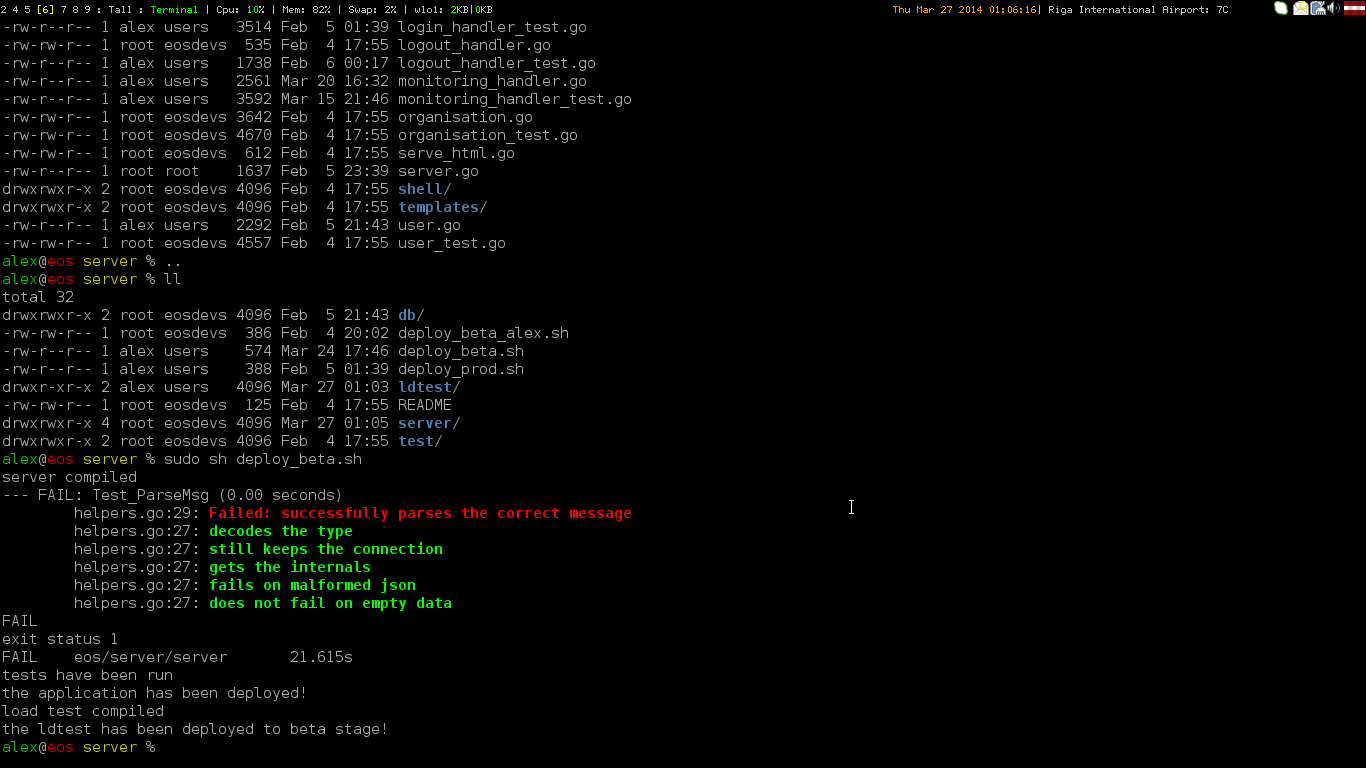 2 4 5 [6] 7 8 9 : Tall : Terminal | Cpu: 10% | Mem: 82% | Swap: 2% | wlo1: 2KB|0KB Thu Mar 27 2014 01:06:16| Riga International Airport: 7C
-rw-r--r-- 1 alex users   3514 Feb  5 01:39 login_handler_test.go
-rw-rw-r-- 1 root eosdevs  535 Feb  4 17:55 logout_handler.go
-rw-r--r-- 1 alex users   1738 Feb  6 00:17 logout_handler_test.go
-rw-r--r-- 1 alex users   2561 Mar 20 16:32 monitoring_handler.go
-rw-r--r-- 1 alex users   3592 Mar 15 21:46 monitoring_handler_test.go
-rw-rw-r-- 1 root eosdevs 3642 Feb  4 17:55 organisation.go
-rw-rw-r-- 1 root eosdevs 4670 Feb  4 17:55 organisation_test.go
-rw-rw-r-- 1 root eosdevs  612 Feb  4 17:55 serve_html.go
-rw-r--r-- 1 root root    1637 Feb  5 23:39 server.go
drwxrwxr-x 2 root eosdevs 4096 Feb  4 17:55 shell/
drwxrwxr-x 2 root eosdevs 4096 Feb  4 17:55 templates/
-rw-r--r-- 1 alex users   2292 Feb  5 21:43 user.go
-rw-rw-r-- 1 root eosdevs 4557 Feb  4 17:55 user_test.go
alex@eos server % ..
alex@eos server % ll
total 32
drwxrwxr-x 2 root eosdevs 4096 Feb  5 21:43 db/
-rw-rw-r-- 1 root eosdevs  386 Feb  4 20:02 deploy_beta_alex.sh
-rw-r--r-- 1 alex users    574 Mar 24 17:46 deploy_beta.sh
-rw-r--r-- 1 alex users    388 Feb  5 01:39 deploy_prod.sh
drwxr-xr-x 2 alex users   4096 Mar 27 01:03 ldtest/
-rw-rw-r-- 1 root eosdevs  125 Feb  4 17:55 README
drwxrwxr-x 4 root eosdevs 4096 Mar 27 01:05 server/
drwxrwxr-x 2 root eosdevs 4096 Feb  4 17:55 test/
alex@eos server % sudo sh deploy_beta.sh
server compiled
--- FAIL: Test_ParseMsg (0.00 seconds)
        helpers.go:29: Failed: successfully parses the correct message
        helpers.go:27: decodes the type
        helpers.go:27: still keeps the connection
        helpers.go:27: gets the internals
        helpers.go:27: fails on malformed json
        helpers.go:27: does not fail on empty data
FAIL
exit status 1
FAIL    eos/server/server       21.615s
tests have been run
the application has been deployed!
load test compiled
the ldtest has been deployed to beta stage!
alex@eos server %